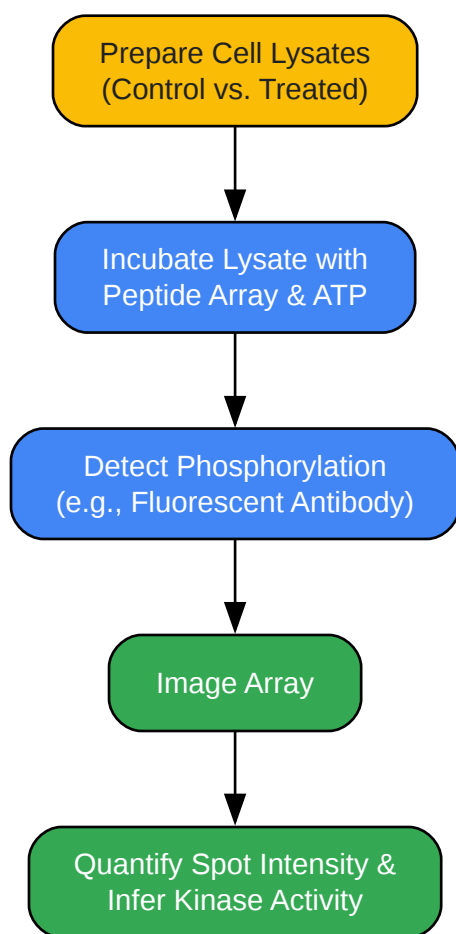 Prepare Cell Lysates
(Control vs. Treated)
Incubate Lysate with
Peptide Array & ATP
Detect Phosphorylation
(e.g., Fluorescent Antibody)
Image Array
Quantify Spot Intensity &
Infer Kinase Activity